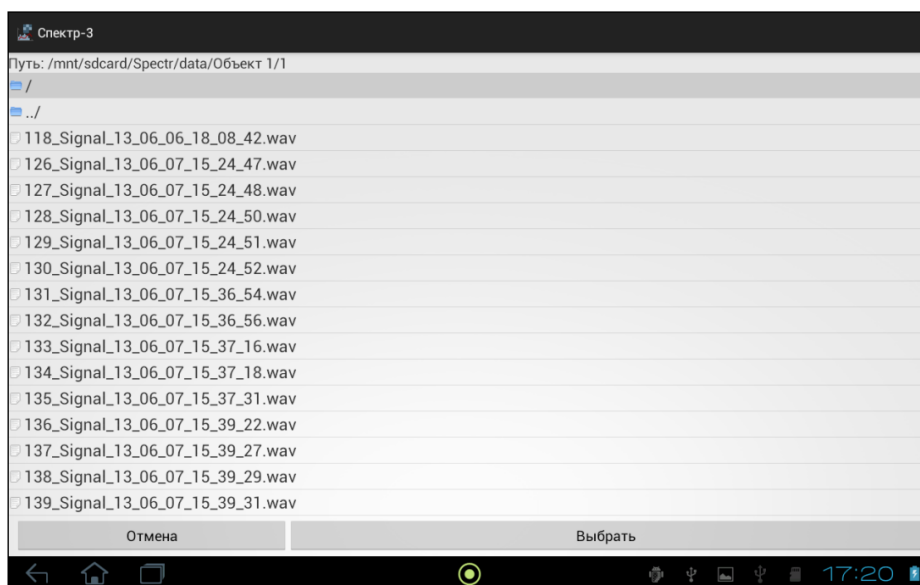 Спектр-3
Путь: /mnt/sdcard/Spectr/data/Объект 1/1
/
../
118_Signal_13_06_06_18_08_42.wav
126_Signal_13_06_07_15_24_47.wav
127_Signal_13_06_07_15_24_48.wav
128_Signal_13_06_07_15_24_50.wav
129_Signal_13_06_07_15_24_51.wav
130_Signal_13_06_07_15_24_52.wav
131_Signal_13_06_07_15_36_54.wav
132_Signal_13_06_07_15_36_56.wav
133_Signal_13_06_07_15_37_16.wav
134_Signal_13_06_07_15_37_18.wav
135_Signal_13_06_07_15_37_31.wav
136_Signal_13_06_07_15_39_22.wav
137_Signal_13_06_07_15_39_27.wav
138_Signal_13_06_07_15_39_29.wav
139_Signal_13_06_07_15_39_31.wav
Отмена Выбрать
17:20